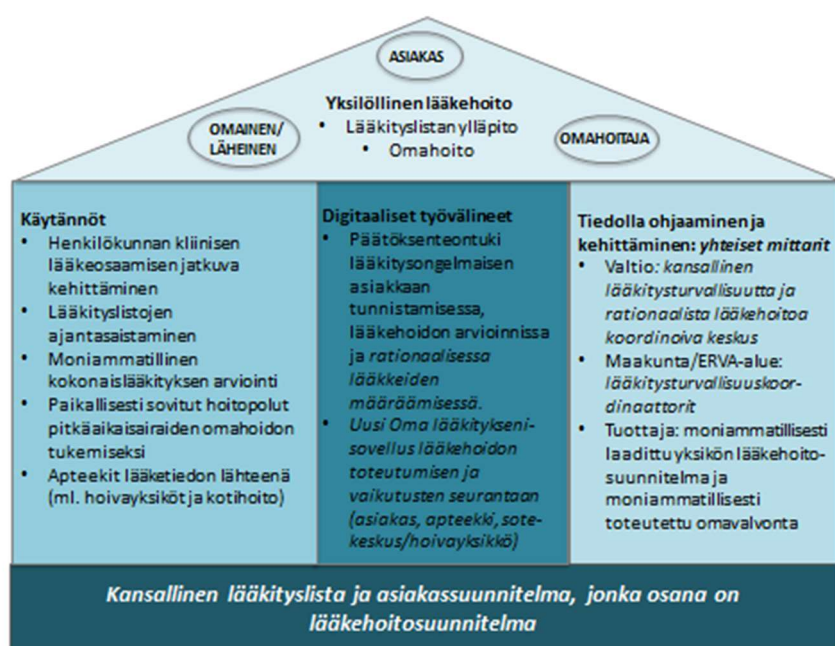 ASIAKAS
Yksilöllinen lääkehoito
• Lääkityslistan ylläpito
• Omahoito
OMAINEN/
LÄHEINEN
OMAHOITAJA
Käytännöt
• Henkilökunnan kliinisen
lääkeosaamisen jatkuva
kehittäminen
• Lääkityslistojen
ajantasaistaminen
• Moniammatillinen
kokonaislääkityksen arviointi
• Paikallisesti sovitut hoitopolut
pitkäaikaisairaiden omahoidon
tukemiseksi
• Apteekit lääketiedon lähteenä
(ml. hoivayksiköt ja kotihoito)
Digitaaliset työvälineet
• Päätöksenteontuki
lääkitysongelmaisen
asiakkaan
tunnistamisessa,
lääkehoidon arvioinnissa
ja rationaalisessa
lääkkeiden
määräämisessä.
• Uusi Oma lääkitykseni-
sovellus lääkehoidon
toteutumisen ja
vaikutusten seurantaan
(asiakas, apteekki, sote-
keskus/hoivayksikkö)
Tiedolla ohjaaminen ja
kehittäminen: yhteiset mittarit
• Valtio: kansallinen
lääkitysturvallisuutta ja
rationaalista lääkehoitoa
koordinoiva keskus
• Maakunta/ERVA-alue:
lääkitysturvallisuuskoor-
dinaattorit
• Tuottaja: moniammatillisesti
laadittu yksikön lääkehoito-
suunnitelma ja
moniammatillisesti
toteutettu omavalvonta
Kansallinen lääkityslista ja asiakassuunnitelma, jonka osana on
lääkehoitosuunnitelma